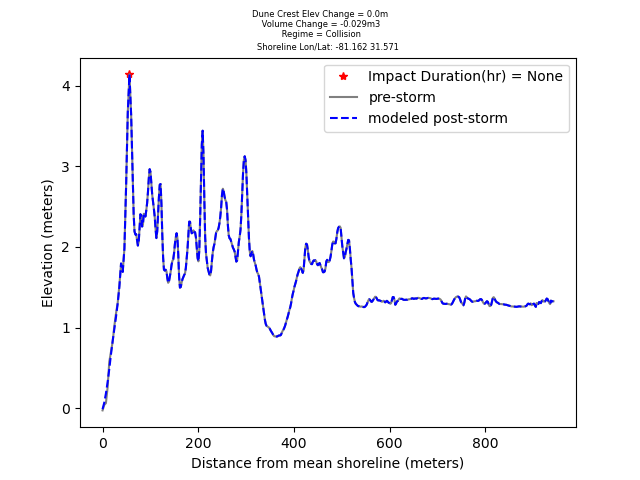 Dune Crest Elev Change = 0.0m
Volume Change = -0.029m3
Regime = Collision
Shoreline Lon/Lat: -81.162 31.571
Impact Duration(hr) = None
pre-storm
modeled post-storm
4
3
2
1
0
Elevation (meters)
0
200
400
600
800
Distance from mean shoreline (meters)